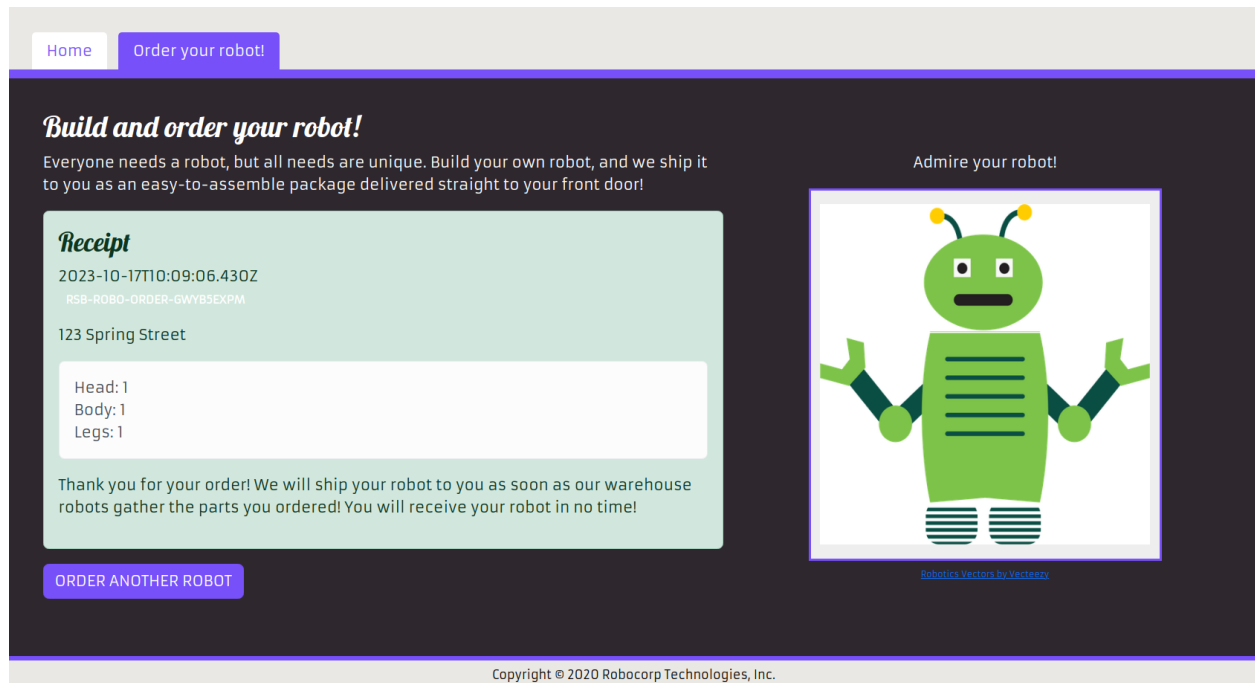 Home
Order your robot!
Build and order your robot!
Everyone needs a robot, but all needs are unique. Build your own robot, and we ship it
to you as an easy-to-assemble package delivered straight to your front door!
Receipt
2023-10-17T10:09:06.430Z
RSB-ROBO-ORDER-GWYB5EXPM
123 Spring Street
Head: 1
Body: 1
Legs: 1
Thank you for your order! We will ship your robot to you as soon as our warehouse
robots gather the parts you ordered! You will receive your robot in no time!
ORDER ANOTHER ROBOT
Admire your robot!
Robotics Vectors by Vecteezy
Copyright © 2020 Robocorp Technologies, Inc.